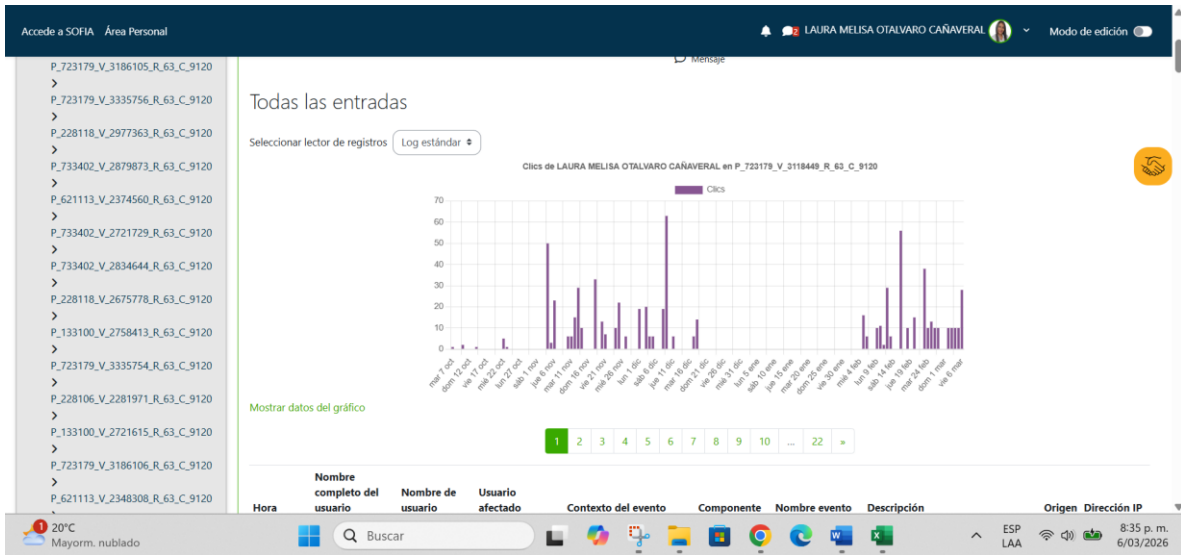 Accede a SOFIA Área Personal
2 LAURA MELISA OTALVARO CAÑAVERAL Modo de edición
P_723179_V_3186105_R_63_C_9120
P_723179_V_3335756_R_63_C_9120
P_228118_V_2977363_R_63_C_9120
P_733402_V_2879873_R_63_C_9120
P_621113_V_2374560_R_63_C_9120
P_733402_V_2721729_R_63_C_9120
P_733402_V_2834644_R_63_C_9120
P_228118_V_2675778_R_63_C_9120
P_133100_V_2758413_R_63_C_9120
P_723179_V_3335754_R_63_C_9120
P_228106_V_2281971_R_63_C_9120
P_133100_V_2721615_R_63_C_9120
P_723179_V_3186106_R_63_C_9120
P_621113_V_2348308_R_63_C_9120
Mensaje
Todas las entradas
Seleccionar lector de registros Log estándar
Clics de LAURA MELISA OTALVARO CAÑAVERAL en P_723179_V_3118449_R_63_C_9120
Clics
70
60
50
40
30
20
10
0
mar 7 oct
dom 12 oct
vie 17 oct
mié 22 oct
lun 27 oct
sáb 1 nov
jue 6 nov
mar 11 nov
dom 16 nov
vie 21 nov
mié 26 nov
lun 1 dic
sáb 6 dic
jue 11 dic
mar 16 dic
dom 21 dic
vie 26 dic
mié 31 dic
lun 5 ene
sáb 10 ene
jue 15 ene
mar 20 ene
dom 25 ene
vie 30 ene
mié 4 feb
lun 9 feb
sáb 14 feb
jue 19 feb
mar 24 feb
dom 1 mar
vie 6 mar
Mostrar datos del gráfico
1 2 3 4 5 6 7 8 9 10 ... 22 »
Hora
Nombre
completo del
usuario
Nombre de
usuario
Usuario
afectado
Contexto del evento
Componente
Nombre evento
Descripción
Origen
Dirección IP
1
20°C
Mayorm. nublado
Buscar
ESP
LAA
8:35 p. m.
6/03/2026